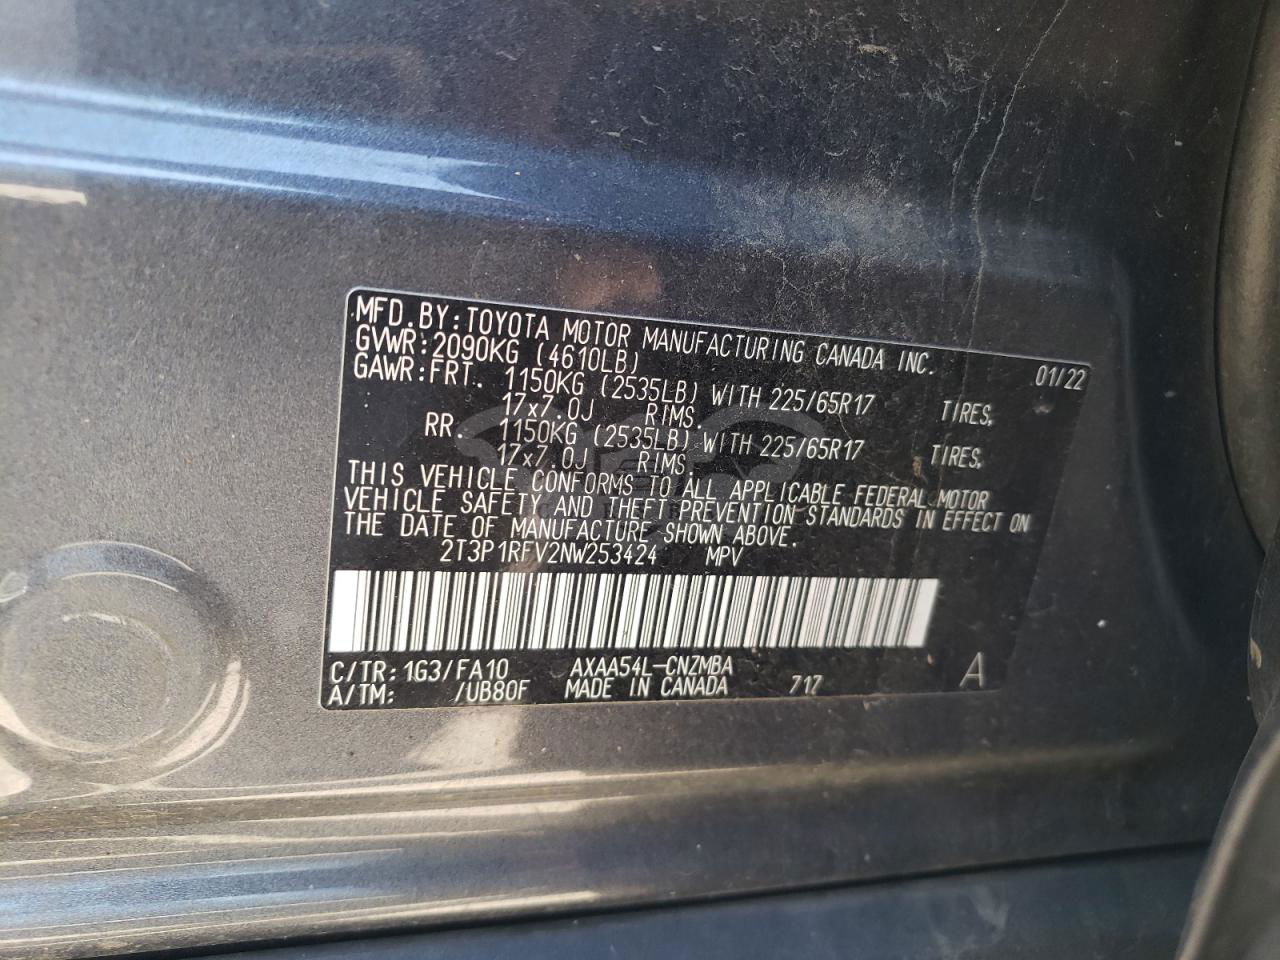 MFD.BY:TOYOTA MOTOR MANUFACTURING CANADA INC.
GVWR:2090KG (4610LB) 01/22
GAWR:FRT. 1150KG (2535LB) WITH 225/65R17 TIRES,
17x7.0J RIMS.
RR. 1150KG (2535LB) WITH 225/65R17 TIRES,
17x7.0J RIMS.
THIS VEHICLE CONFORMS TO ALL APPLICABLE FEDERAL MOTOR
VEHICLE SAFETY AND THEFT PREVENTION STANDARDS IN EFFECT ON
THE DATE OF MANUFACTURE SHOWN ABOVE.
2T3P1RFV2NW253424 MPV
C/TR: 1G3/FA10 AXAA54L-CNZMBA
A/TM: /UB80F MADE IN CANADA 717 A